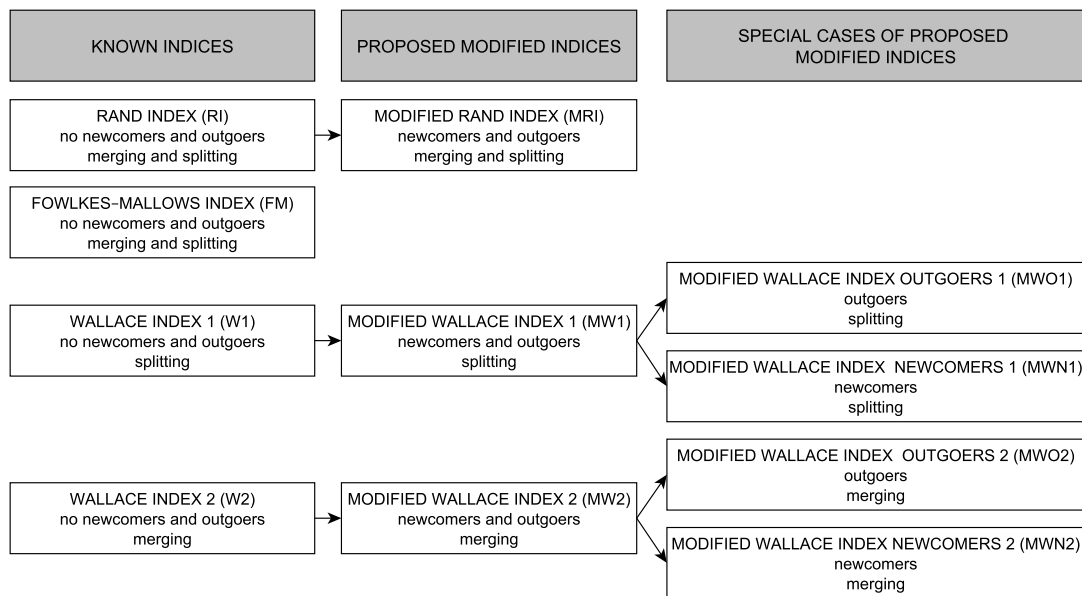 KNOWN INDICES
PROPOSED MODIFIED INDICES
SPECIAL CASES OF PROPOSED
MODIFIED INDICES
RAND INDEX (RI)
no newcomers and outgoers
merging and splitting
MODIFIED RAND INDEX (MRI)
newcomers and outgoers
merging and splitting
FOWLKES–MALLOWS INDEX (FM)
no newcomers and outgoers
merging and splitting
WALLACE INDEX 1 (W1)
no newcomers and outgoers
splitting
MODIFIED WALLACE INDEX 1 (MW1)
newcomers and outgoers
splitting
MODIFIED WALLACE INDEX OUTGOERS 1 (MWO1)
outgoers
splitting
MODIFIED WALLACE INDEX NEWCOMERS 1 (MWN1)
newcomers
splitting
WALLACE INDEX 2 (W2)
no newcomers and outgoers
merging
MODIFIED WALLACE INDEX 2 (MW2)
newcomers and outgoers
merging
MODIFIED WALLACE INDEX OUTGOERS 2 (MWO2)
outgoers
merging
MODIFIED WALLACE INDEX NEWCOMERS 2 (MWN2)
newcomers
merging